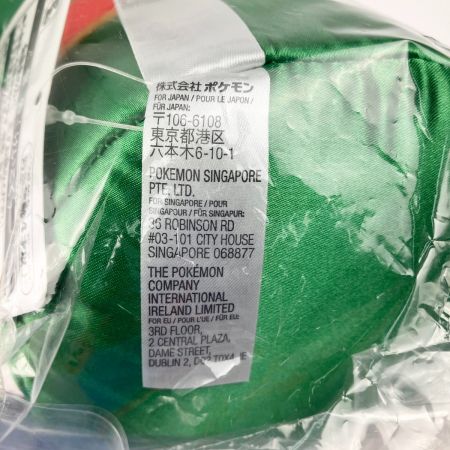 株式会社 ポケモン
FOR JAPAN / POUR LE JAPON /
FÜR JAPAN:
〒106-6108
東京都港区
六本木6-10-1
POKEMON SINGAPORE
PTE. LTD.
FOR SINGAPORE / POUR
SINGAPOUR / FÜR SINGAPUR:
36 ROBINSON RD
#03-101 CITY HOUSE
SINGAPORE 068877
THE POKÉMON
COMPANY
INTERNATIONAL
IRELAND LIMITED
FOR EU / POUR L'UE / FÜR EU:
3RD FLOOR,
2 CENTRAL PLAZA,
DAME STREET,
DUBLIN 2, D02 T0X4, IE